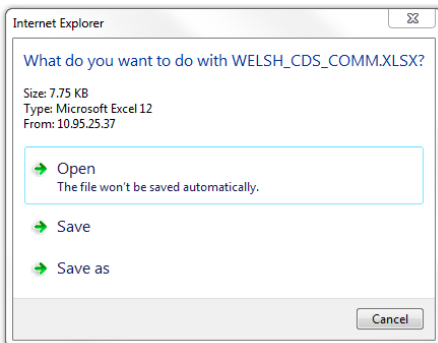 Internet Explorer
What do you want to do with WELSH_CDS_COMM.XLSX?
Size: 7.75 KB
Type: Microsoft Excel 12
From: 10.95.25.37
Open
The file won't be saved automatically.
Save
Save as
Cancel